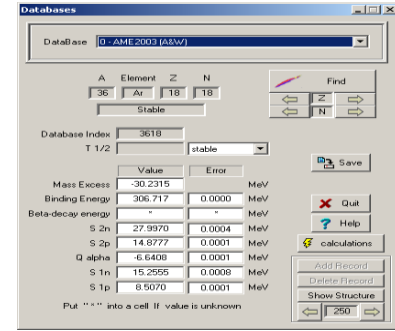 Databases
DataBase 0 - AME2003 (A&W)
A Element Z N
36 Ar 18 18
Stable
Find
Z
N
Database Index 3618
T 1/2 stable
Save
Value Error
Mass Excess -30.2315 MeV
Binding Energy 306.717 0.0000 MeV
Beta-decay energy * * MeV
S 2n 27.9970 0.0004 MeV
S 2p 14.8777 0.0001 MeV
Q alpha -6.6408 0.0001 MeV
S 1n 15.2555 0.0008 MeV
S 1p 8.5070 0.0001 MeV
Put "*" into a cell If value is unknown
Quit
Help
calculations
Add Record
Delete Record
Show Structure
250